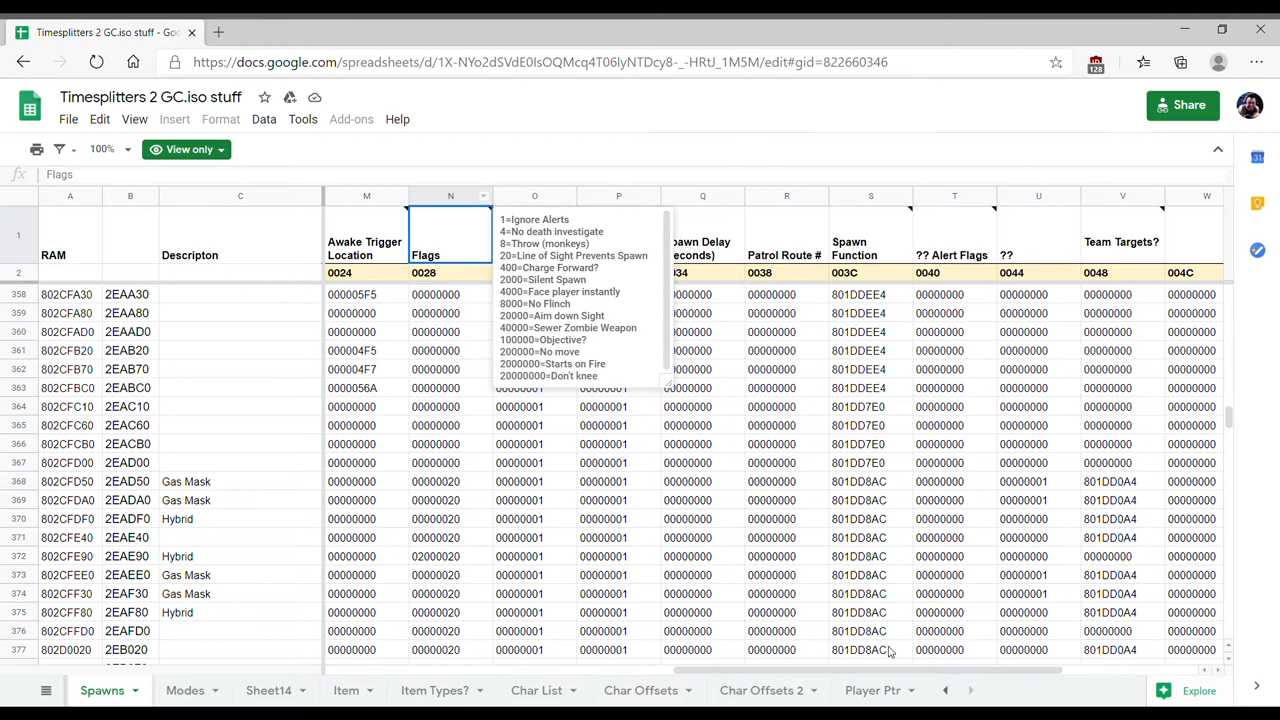 Timesplitters 2 GC.iso stuff - Goo
https://docs.google.com/spreadsheets/d/1X-NYo2dSVdE0IsOQMcq4T06lyNTDcy8-_-HRtJ_1M5M/edit#gid=822660346
128
Timesplitters 2 GC.iso stuff
File Edit View Insert Format Data Tools Add-ons Help
Share
100% View only
31
fx Flags
A B C M N O P Q R S T U V W
1 RAM Descripton Awake Trigger Location Flags pawn Delay econds) Patrol Route # Spawn Function ?? Alert Flags ?? Team Targets?
1=Ignore Alerts
4=No death investigate
8=Throw (monkeys)
20=Line of Sight Prevents Spawn
400=Charge Forward?
2000=Silent Spawn
4000=Face player instantly
8000=No Flinch
20000=Aim down Sight
40000=Sewer Zombie Weapon
100000=Objective?
200000=No move
2000000=Starts on Fire
20000000=Don't knee
2 0024 0028 034 0038 003C 0040 0044 0048 004C
358 802CFA30 2EAA30 000005F5 00000000 0000000 00000000 801DDEE4 00000000 00000000 00000000 00000000
359 802CFA80 2EAA80 00000000 00000000 0000000 00000000 801DDEE4 00000000 00000000 00000000 00000000
360 802CFAD0 2EAAD0 00000000 00000000 0000000 00000000 801DDEE4 00000000 00000000 00000000 00000000
361 802CFB20 2EAB20 000004F5 00000000 0000000 00000000 801DDEE4 00000000 00000000 00000000 00000000
362 802CFB70 2EAB70 000004F7 00000000 0000000 00000000 801DDEE4 00000000 00000000 00000000 00000000
363 802CFBC0 2EABC0 0000056A 00000000 00000001 00000001 00000000 00000000 801DDEE4 00000000 00000000 00000000 00000000
364 802CFC10 2EAC10 00000000 00000000 00000001 00000001 00000000 00000000 801DD7E0 00000000 00000000 00000000 00000000
365 802CFC60 2EAC60 00000000 00000000 00000001 00000001 00000000 00000000 801DD7E0 00000000 00000000 00000000 00000000
366 802CFCB0 2EACB0 00000000 00000000 00000001 00000001 00000000 00000000 801DD7E0 00000000 00000000 00000000 00000000
367 802CFD00 2EAD00 00000000 00000000 00000001 00000001 00000000 00000000 801DD7E0 00000000 00000000 00000000 00000000
368 802CFD50 2EAD50 Gas Mask 00000000 00000020 00000001 00000001 00000000 00000000 801DD8AC 00000000 00000001 801DD0A4 00000000
369 802CFDA0 2EADA0 Gas Mask 00000000 00000020 00000001 00000001 00000000 00000000 801DD8AC 00000000 00000001 801DD0A4 00000000
370 802CFDF0 2EADF0 Hybrid 00000000 00000020 00000001 00000001 00000000 00000000 801DD8AC 00000000 00000000 801DD0A4 00000000
371 802CFE40 2EAE40 00000000 00000020 00000001 00000001 00000000 00000000 801DD8AC 00000000 00000000 801DD0A4 00000000
372 802CFE90 2EAE90 Hybrid 00000000 02000020 00000001 00000001 00000000 00000000 801DD8AC 00000000 00000000 801DD0A4 00000000
373 802CFEE0 2EAEE0 Gas Mask 00000000 00000020 00000001 00000001 00000000 00000000 801DD8AC 00000000 00000001 801DD0A4 00000000
374 802CFF30 2EAF30 Gas Mask 00000000 00000020 00000001 00000001 00000000 00000000 801DD8AC 00000000 00000001 801DD0A4 00000000
375 802CFF80 2EAF80 Hybrid 00000000 00000020 00000001 00000001 00000000 00000000 801DD8AC 00000000 00000000 801DD0A4 00000000
376 802CFFD0 2EAFD0 00000000 00000020 00000001 00000001 00000000 00000000 801DD8AC 00000000 00000000 801DD0A4 00000000
377 802D0020 2EB020 00000000 00000020 00000001 00000001 00000000 00000000 801DD8AC 00000000 00000000 801DD0A4 00000000
Spawns Modes Sheet14 Item Item Types? Char List Char Offsets Char Offsets 2 Player Ptr Explore